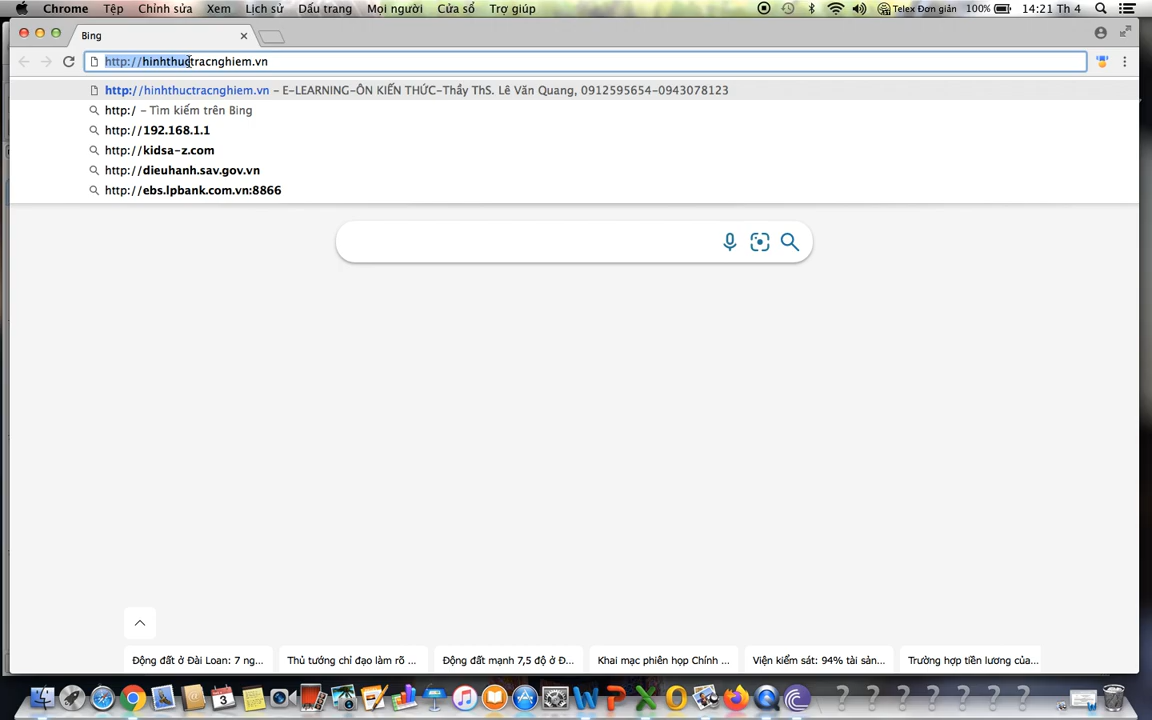 Chrome Tệp Chỉnh sửa Xem Lịch sử Dấu trang Mọi người Cửa sổ Trợ giúp Telex Đơn giản 100% 14:21 Th 4
Bing
http://hinhthuctracnghiem.vn
http://hinhthuctracnghiem.vn – E-LEARNING-ÔN KIẾN THỨC-Thầy ThS. Lê Văn Quang, 0912595654-0943078123
http:/ – Tìm kiếm trên Bing
http://192.168.1.1
http://kidsa-z.com
http://dieuhanh.sav.gov.vn
http://ebs.lpbank.com.vn:8866
Động đất ở Đài Loan: 7 ng... Thủ tướng chỉ đạo làm rõ ... Động đất mạnh 7,5 độ ở Đ... Khai mạc phiên họp Chính ... Viện kiểm sát: 94% tài sản... Trường hợp tiền lương của...
3